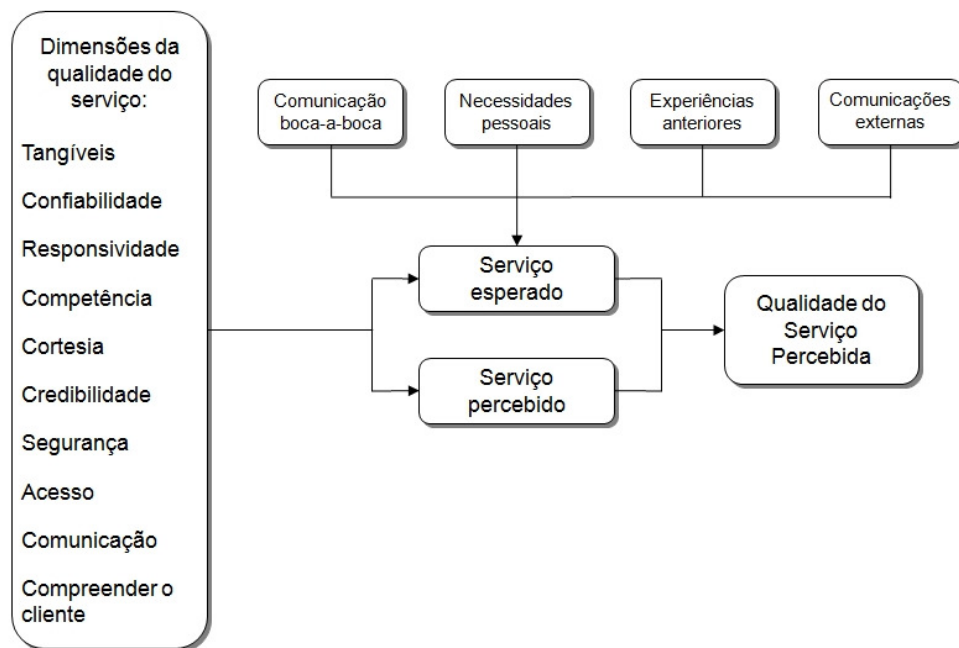 Dimensões da
qualidade do
serviço:
Tangíveis
Confiabilidade
Responsividade
Competência
Cortesia
Credibilidade
Segurança
Acesso
Comunicação
Compreender o
cliente
Comunicação
boca-a-boca
Necessidades
pessoais
Experiências
anteriores
Comunicações
externas
Serviço
esperado
Serviço
percebido
Qualidade do
Serviço
Percebida